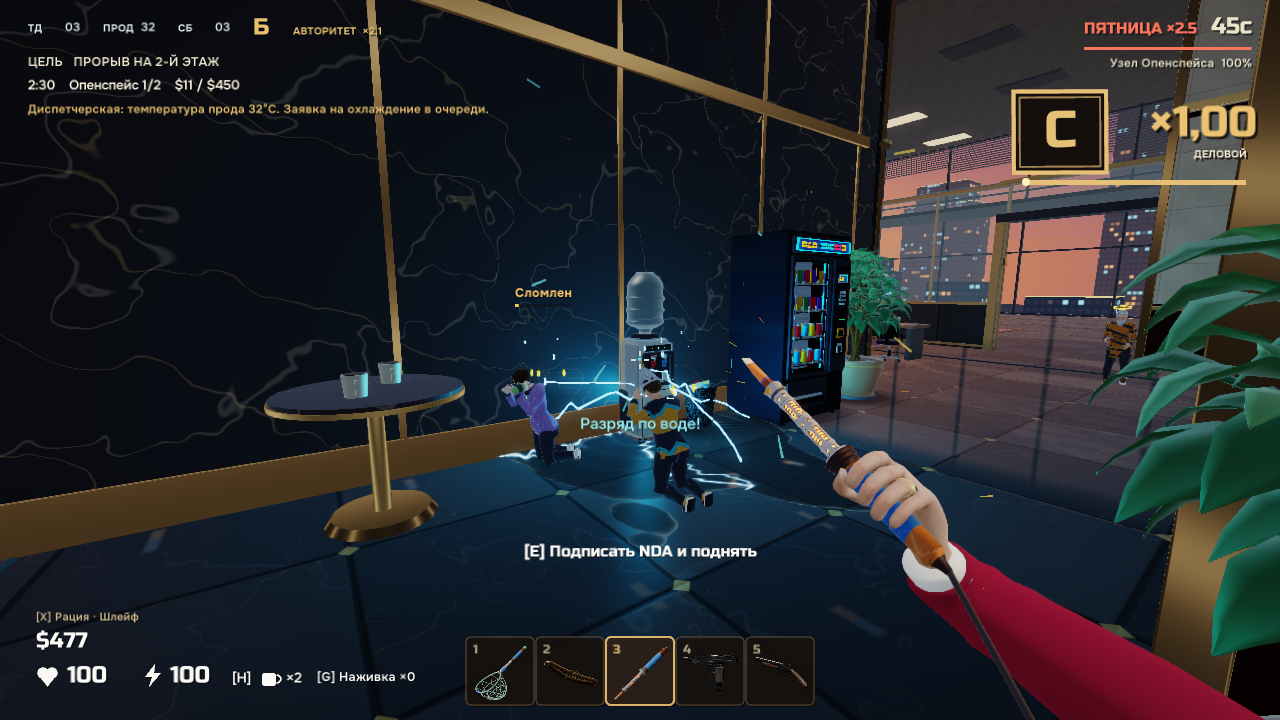 ТД 03 ПРОД 32 СБ 03 Б АВТОРИТЕТ ×2.1
ЦЕЛЬ ПРОРЫВ НА 2-Й ЭТАЖ
2:30 Опенспейс 1/2 $11 / $450
Диспетчерская: температура прода 32°C. Заявка на охлаждение в очереди.
ПЯТНИЦА ×2.5 45с
Узел Опенспейса 100%
С ×1,00
ДЕЛОВОЙ
Сломлен
Разряд по воде!
[E] Подписать NDA и поднять
[X] Рация · Шлейф
$477
100 100 [H] ×2 [G] Наживка ×0
1 2 3 4 5